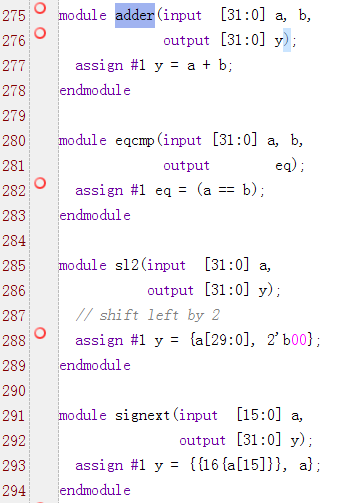 275 module adder(input  [31:0] a, b,
276              output [31:0] y);
277   assign #1 y = a + b;
278 endmodule
279
280 module eqcmp(input [31:0] a, b,
281              output        eq);
282   assign #1 eq = (a == b);
283 endmodule
284
285 module sl2(input  [31:0] a,
286            output [31:0] y);
287   // shift left by 2
288   assign #1 y = {a[29:0], 2'b00};
289 endmodule
290
291 module signext(input  [15:0] a,
292                output [31:0] y);
293   assign #1 y = {{16{a[15]}}, a};
294 endmodule